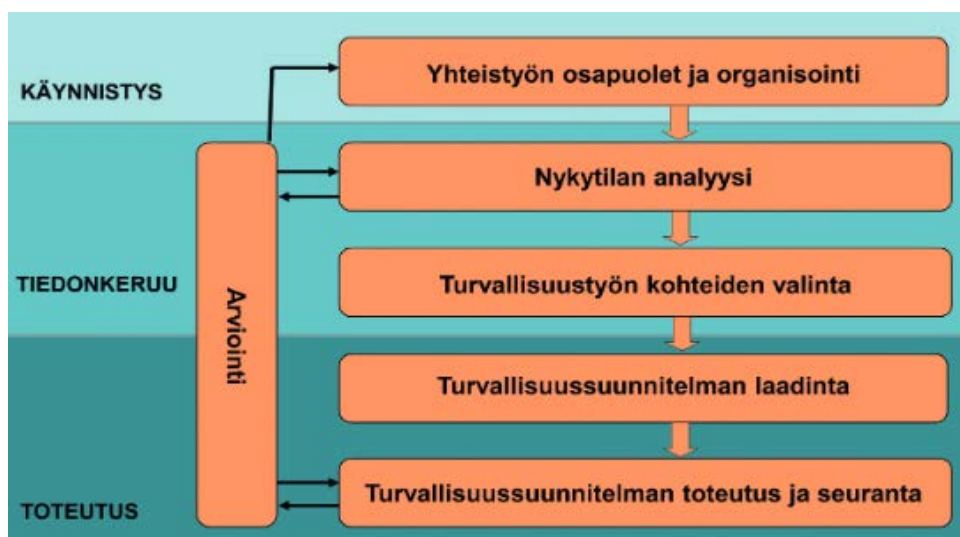 KÄYNNISTYS
Yhteistyön osapuolet ja organisointi
Nykytilan analyysi
TIEDONKERUU
Turvallisuustyön kohteiden valinta
Arviointi
Turvallisuussuunnitelman laadinta
Turvallisuussuunnitelman toteutus ja seuranta
TOTEUTUS